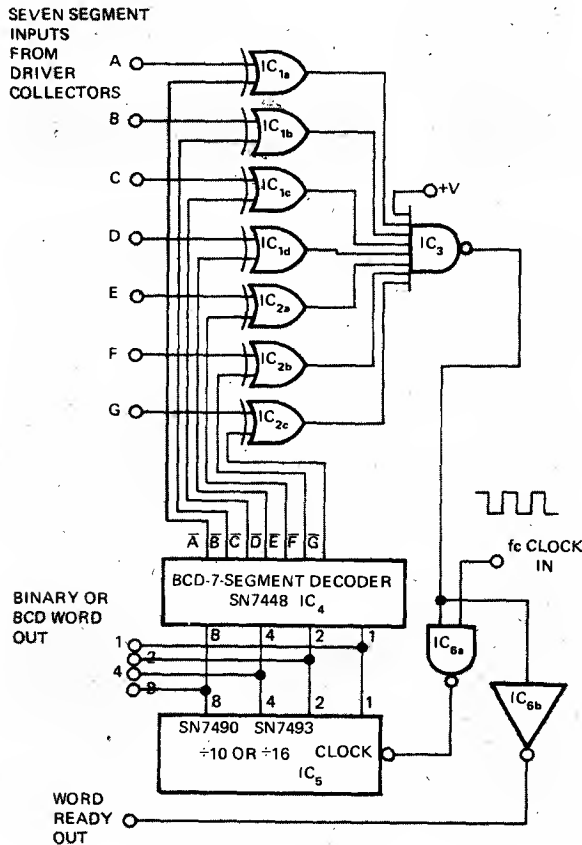 SEVEN SEGMENT
INPUTS
FROM
DRIVER
COLLECTORS
A
IC1a
B
IC1b
C
IC1c
+V
IC3
D
IC1d
E
IC2a
F
IC2b
G
IC2c
A̅ B̅ C̅ D̅ E̅ F̅ G̅
fc CLOCK
IN
BCD-7-SEGMENT DECODER
SN7448 IC4
BINARY OR
BCD WORD
OUT
8 4 2 1
1
2
4
8
IC6a
IC6b
8 4 2 1
SN7490 SN7493
÷10 OR ÷16 CLOCK
IC5
WORD
READY
OUT